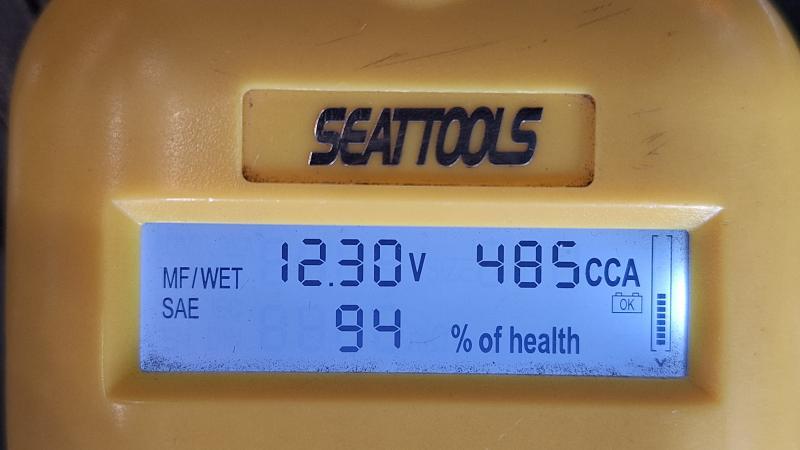 SEATTOOLS
MF/WET 12.30V 485CCA
SAE OK
94 % of health
V